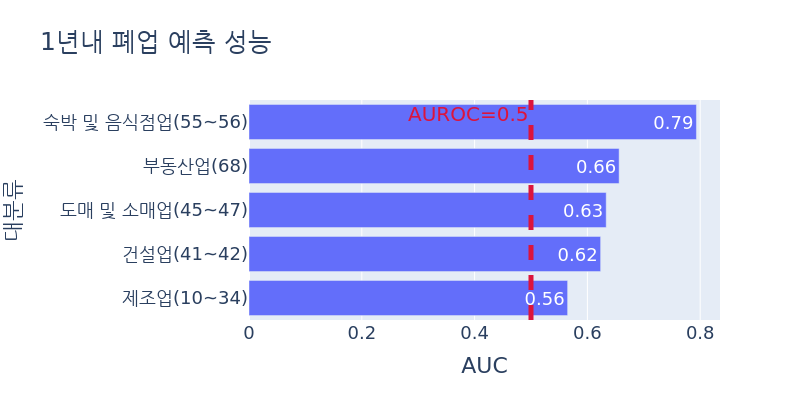 1년내 폐업 예측 성능
대분류
숙박 및 음식점업(55~56)
부동산업(68)
도매 및 소매업(45~47)
건설업(41~42)
제조업(10~34)
AUROC=0.5
0.79
0.66
0.63
0.62
0.56
0 0.2 0.4 0.6 0.8
AUC